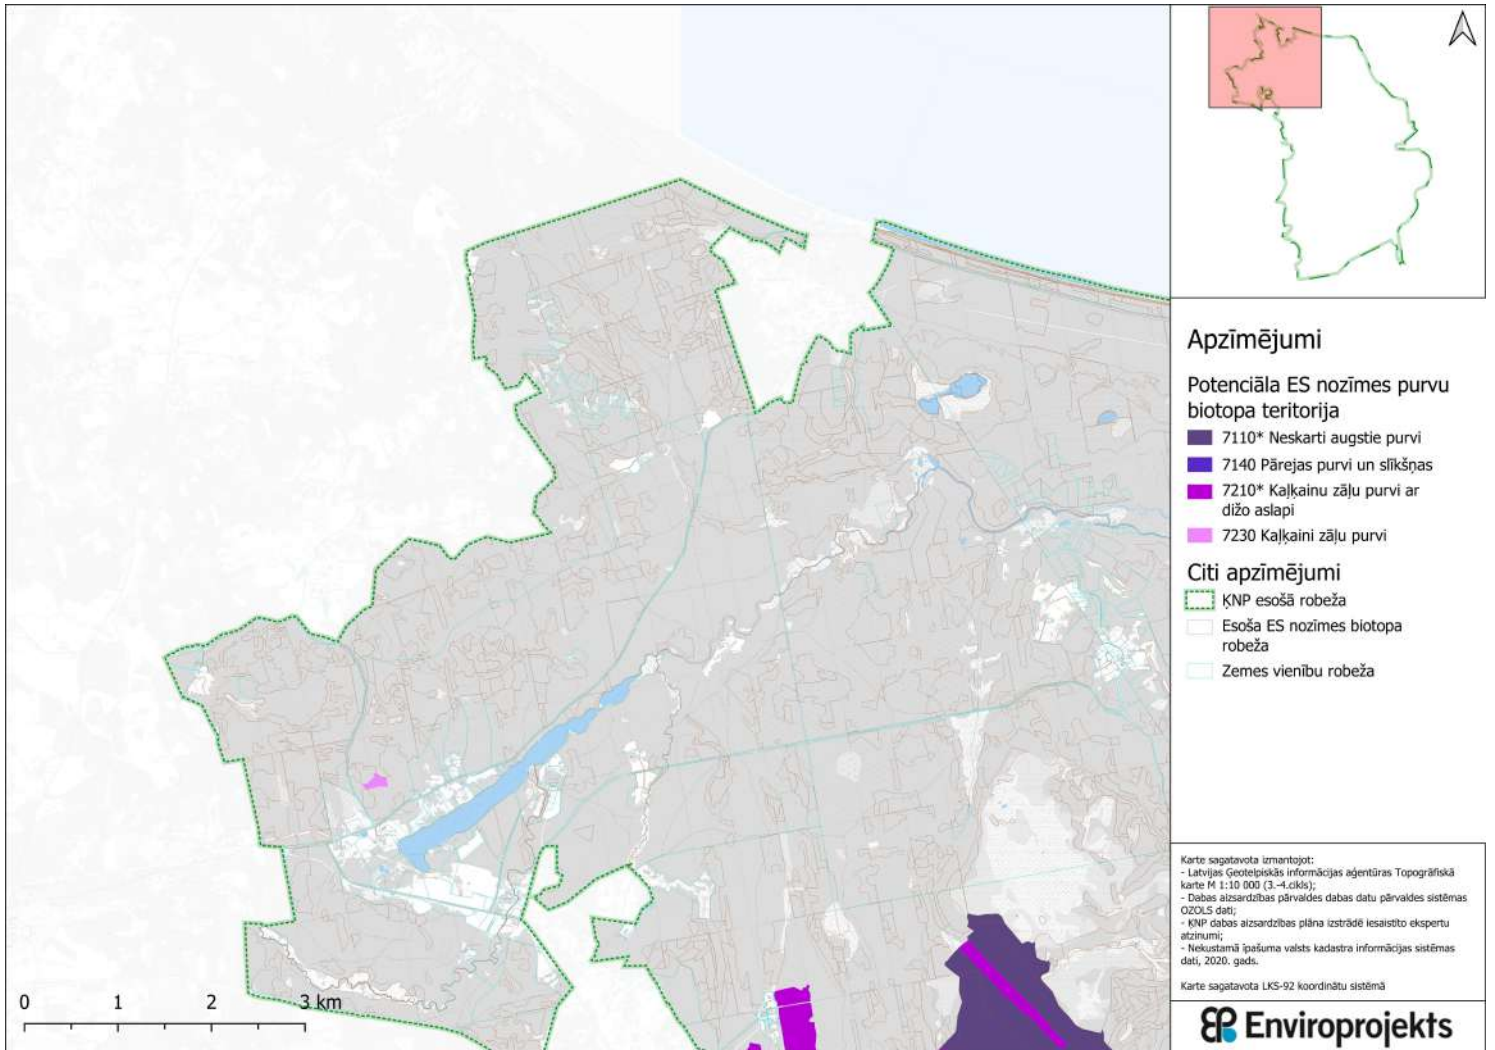 Apzīmējumi
Potenciāla ES nozīmes purvu
biotopa teritorija
7110* Neskarti augstie purvi
7140 Pārejas purvi un slīkšņas
7210* Kaļķainu zāļu purvi ar
dižo aslapi
7230 Kaļķaini zāļu purvi
Citi apzīmējumi
ĶNP esošā robeža
Esoša ES nozīmes biotopa
robeža
Zemes vienību robeža
Karte sagatavota izmantojot:
- Latvijas Ģeotelpiskās informācijas aģentūras Topogrāfiskā
karte M 1:10 000 (3.-4.cikls);
- Dabas aizsardzības pārvaldes dabas datu pārvaldes sistēmas
OZOLS dati;
- ĶNP dabas aizsardzības plāna izstrādē iesaistīto ekspertu
atzinumi;
- Nekustamā īpašuma valsts kadastra informācijas sistēmas
dati, 2020. gads.
Karte sagatavota LKS-92 koordinātu sistēmā
Enviroprojekts
0 1 2 3 km